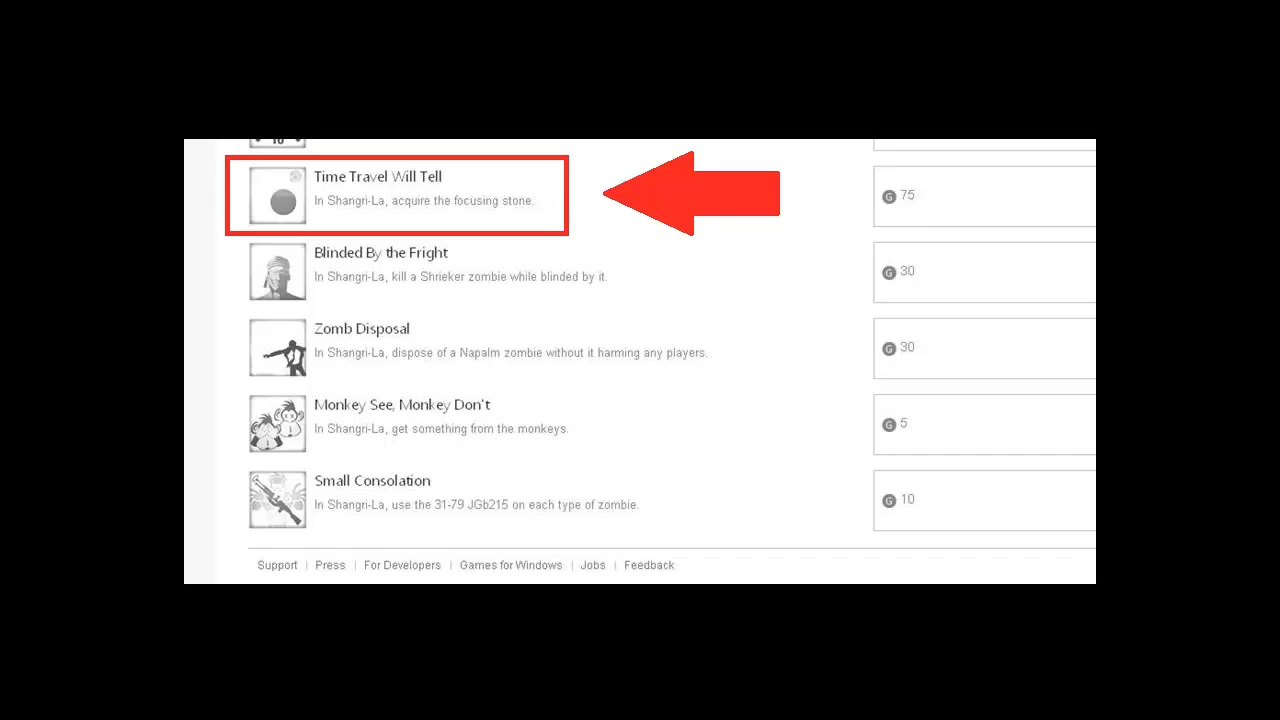 Time Travel Will Tell
In Shangri-La, acquire the focusing stone.
G 75
Blinded By the Fright
In Shangri-La, kill a Shrieker zombie while blinded by it.
G 30
Zomb Disposal
In Shangri-La, dispose of a Napalm zombie without it harming any players.
G 30
Monkey See, Monkey Don't
In Shangri-La, get something from the monkeys.
G 5
Small Consolation
In Shangri-La, use the 31-79 JGb215 on each type of zombie.
G 10
Support | Press | For Developers | Games for Windows | Jobs | Feedback